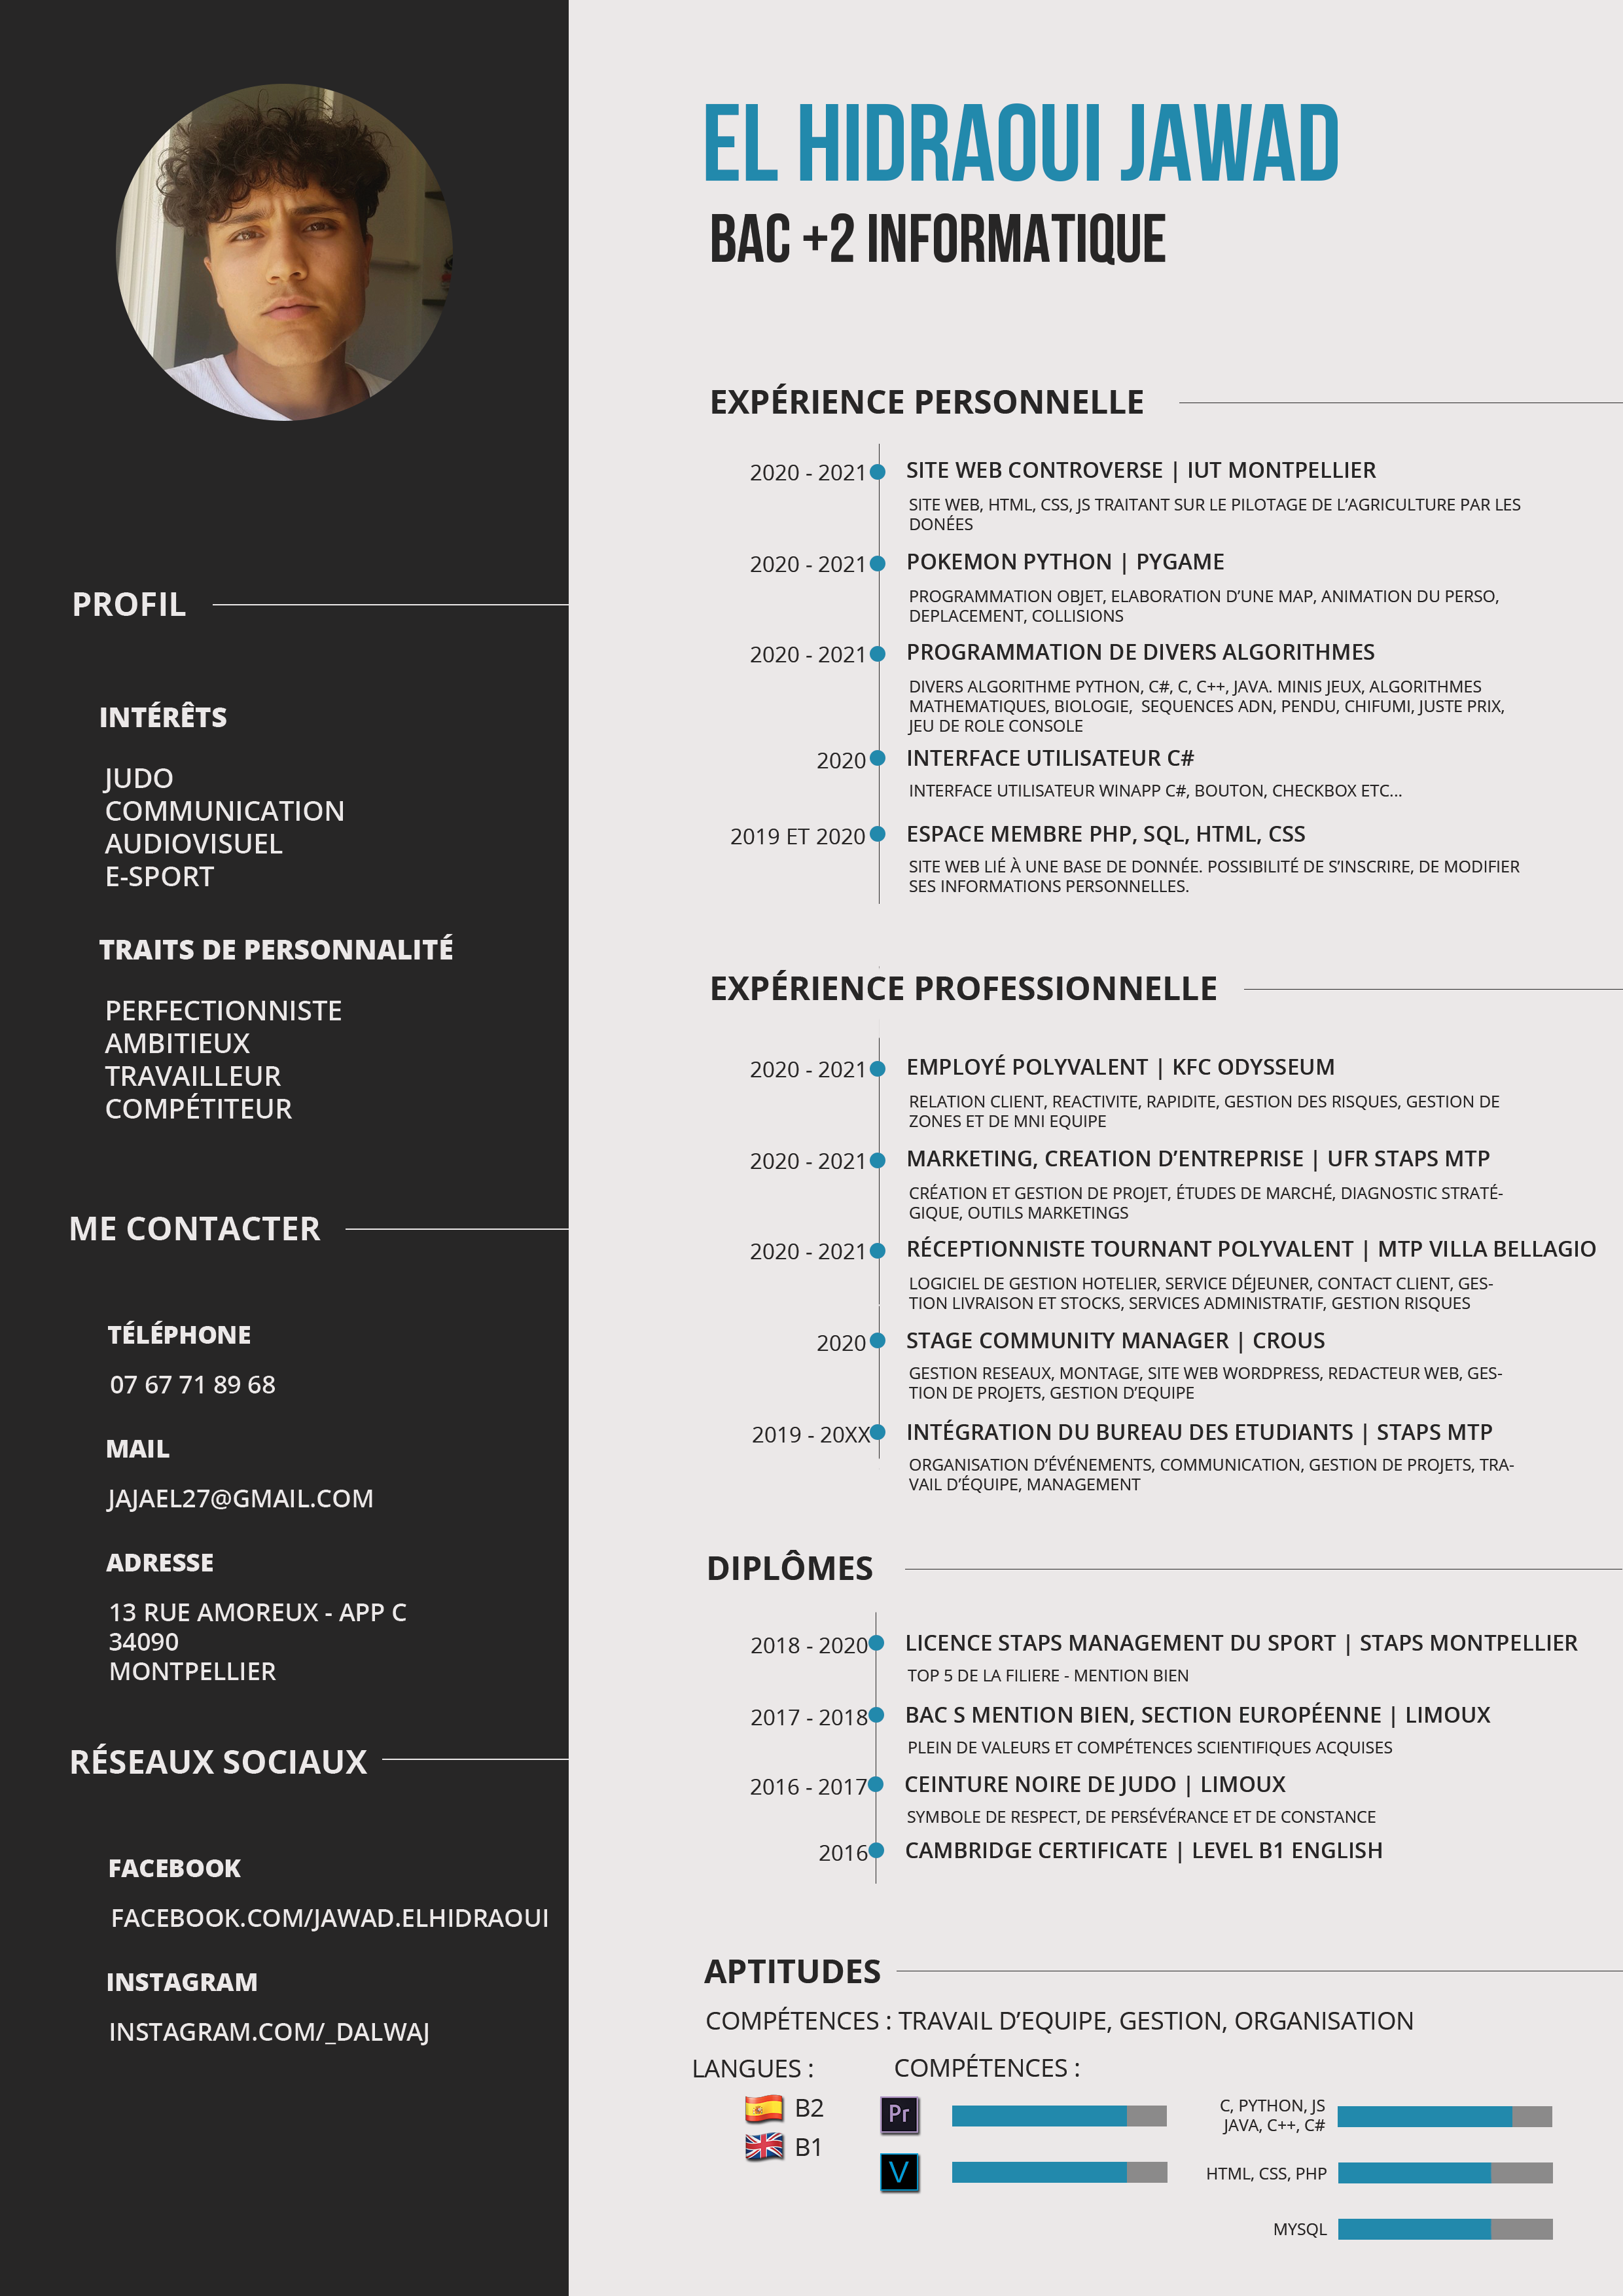 EL HIDRAOUI JAWAD
BAC +2 INFORMATIQUE
PROFIL
INTÉRÊTS
JUDO
COMMUNICATION
AUDIOVISUEL
E-SPORT
TRAITS DE PERSONNALITÉ
PERFECTIONNISTE
AMBITIEUX
TRAVAILLEUR
COMPÉTITEUR
ME CONTACTER
TÉLÉPHONE
07 67 71 89 68
MAIL
JAJAEL27@GMAIL.COM
ADRESSE
13 RUE AMOREUX - APP C
34090
MONTPELLIER
RÉSEAUX SOCIAUX
FACEBOOK
FACEBOOK.COM/JAWAD.ELHIDRAOUI
INSTAGRAM
INSTAGRAM.COM/_DALWAJ
EXPÉRIENCE PERSONNELLE
2020 - 2021 SITE WEB CONTROVERSE | IUT MONTPELLIER
SITE WEB, HTML, CSS, JS TRAITANT SUR LE PILOTAGE DE L’AGRICULTURE PAR LES
DONÉES
2020 - 2021 POKEMON PYTHON | PYGAME
PROGRAMMATION OBJET, ELABORATION D’UNE MAP, ANIMATION DU PERSO,
DEPLACEMENT, COLLISIONS
2020 - 2021 PROGRAMMATION DE DIVERS ALGORITHMES
DIVERS ALGORITHME PYTHON, C#, C, C++, JAVA. MINIS JEUX, ALGORITHMES
MATHEMATIQUES, BIOLOGIE, SEQUENCES ADN, PENDU, CHIFUMI, JUSTE PRIX,
JEU DE ROLE CONSOLE
2020 INTERFACE UTILISATEUR C#
INTERFACE UTILISATEUR WINAPP C#, BOUTON, CHECKBOX ETC...
2019 ET 2020 ESPACE MEMBRE PHP, SQL, HTML, CSS
SITE WEB LIÉ À UNE BASE DE DONNÉE. POSSIBILITÉ DE S’INSCRIRE, DE MODIFIER
SES INFORMATIONS PERSONNELLES.
EXPÉRIENCE PROFESSIONNELLE
2020 - 2021 EMPLOYÉ POLYVALENT | KFC ODYSSEUM
RELATION CLIENT, REACTIVITE, RAPIDITE, GESTION DES RISQUES, GESTION DE
ZONES ET DE MNI EQUIPE
2020 - 2021 MARKETING, CREATION D’ENTREPRISE | UFR STAPS MTP
CRÉATION ET GESTION DE PROJET, ÉTUDES DE MARCHÉ, DIAGNOSTIC STRATÉ-
GIQUE, OUTILS MARKETINGS
2020 - 2021 RÉCEPTIONNISTE TOURNANT POLYVALENT | MTP VILLA BELLAGIO
LOGICIEL DE GESTION HOTELIER, SERVICE DÉJEUNER, CONTACT CLIENT, GES-
TION LIVRAISON ET STOCKS, SERVICES ADMINISTRATIF, GESTION RISQUES
2020 STAGE COMMUNITY MANAGER | CROUS
GESTION RESEAUX, MONTAGE, SITE WEB WORDPRESS, REDACTEUR WEB, GES-
TION DE PROJETS, GESTION D’EQUIPE
2019 - 20XX INTÉGRATION DU BUREAU DES ETUDIANTS | STAPS MTP
ORGANISATION D’ÉVÉNEMENTS, COMMUNICATION, GESTION DE PROJETS, TRA-
VAIL D’ÉQUIPE, MANAGEMENT
DIPLÔMES
2018 - 2020 LICENCE STAPS MANAGEMENT DU SPORT | STAPS MONTPELLIER
TOP 5 DE LA FILIERE - MENTION BIEN
2017 - 2018 BAC S MENTION BIEN, SECTION EUROPÉENNE | LIMOUX
PLEIN DE VALEURS ET COMPÉTENCES SCIENTIFIQUES ACQUISES
2016 - 2017 CEINTURE NOIRE DE JUDO | LIMOUX
SYMBOLE DE RESPECT, DE PERSÉVÉRANCE ET DE CONSTANCE
2016 CAMBRIDGE CERTIFICATE | LEVEL B1 ENGLISH
APTITUDES
COMPÉTENCES : TRAVAIL D’EQUIPE, GESTION, ORGANISATION
LANGUES :
B2
B1
COMPÉTENCES :
Pr
V
C, PYTHON, JS
JAVA, C++, C#
HTML, CSS, PHP
MYSQL